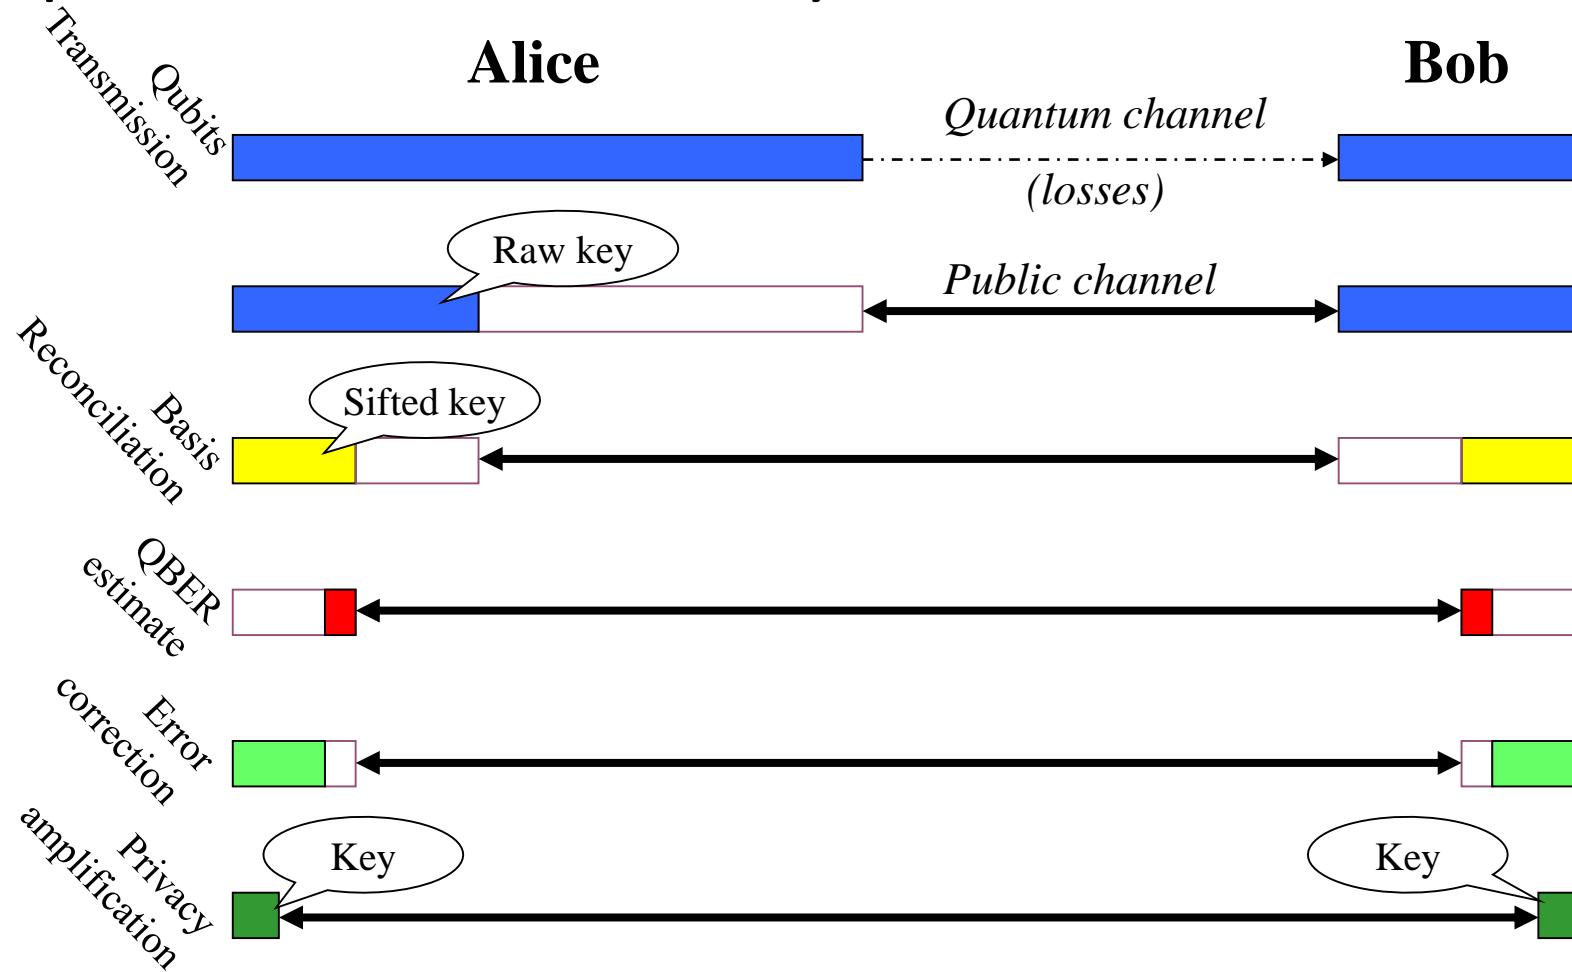 Alice
Bob
Qubits
Transmission
Quantum channel
(losses)
Raw key
Public channel
Basis
Reconciliation
Sifted key
QBER
estimate
Error
correction
Privacy
amplification
Key
Key